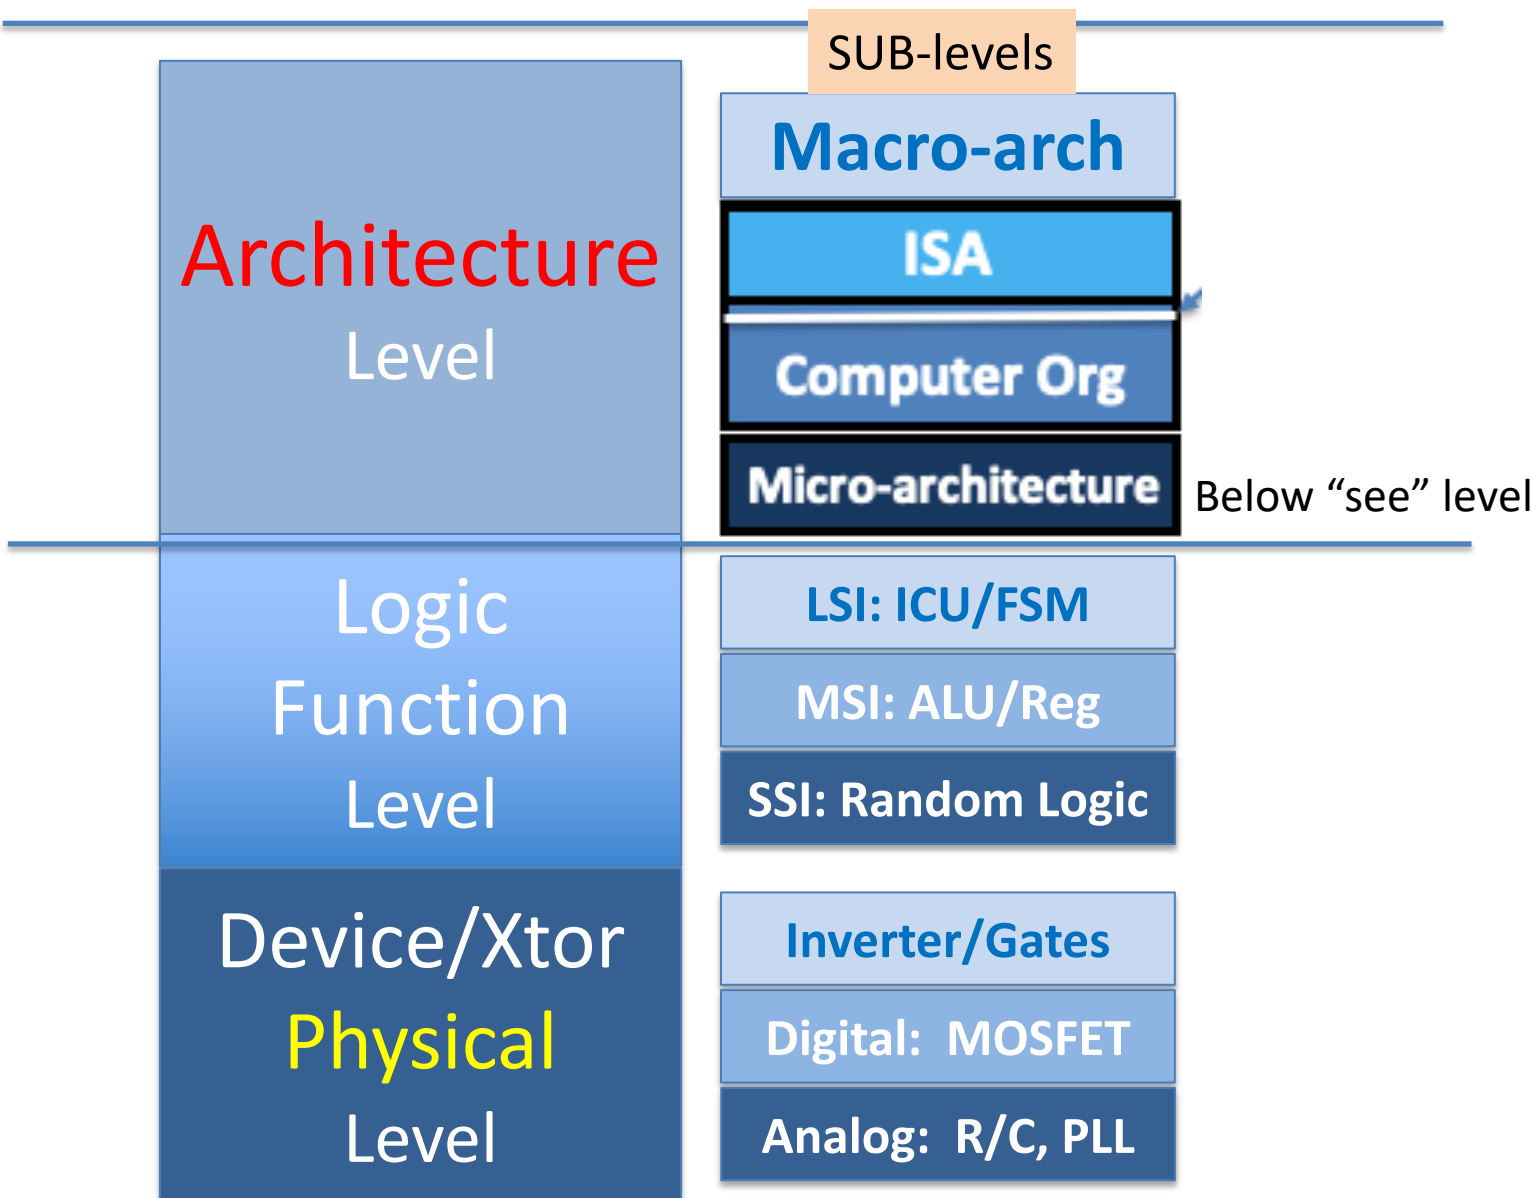 SUB-levels
Architecture
Level
Macro-arch
ISA
Computer Org
Micro-architecture
Below “see” level
Logic
Function
Level
LSI: ICU/FSM
MSI: ALU/Reg
SSI: Random Logic
Device/Xtor
Physical
Level
Inverter/Gates
Digital:  MOSFET
Analog:  R/C, PLL